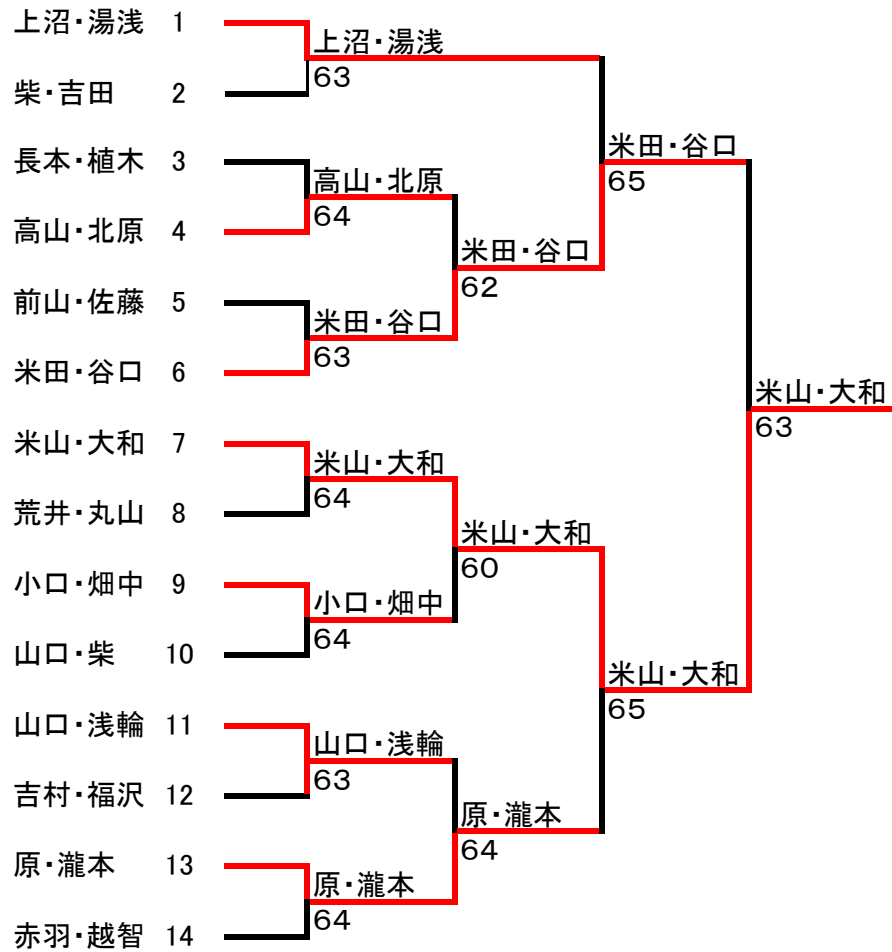 上沼・湯浅 1
上沼・湯浅
63
柴・吉田 2
米田・谷口
65
長本・植木 3
高山・北原
64
高山・北原 4
米田・谷口
62
前山・佐藤 5
米田・谷口
63
米田・谷口 6
米山・大和
63
米山・大和 7
米山・大和
64
荒井・丸山 8
米山・大和
60
小口・畑中 9
小口・畑中
64
山口・柴 10
米山・大和
65
山口・浅輪 11
山口・浅輪
63
吉村・福沢 12
原・瀧本
64
原・瀧本 13
原・瀧本
64
赤羽・越智 14